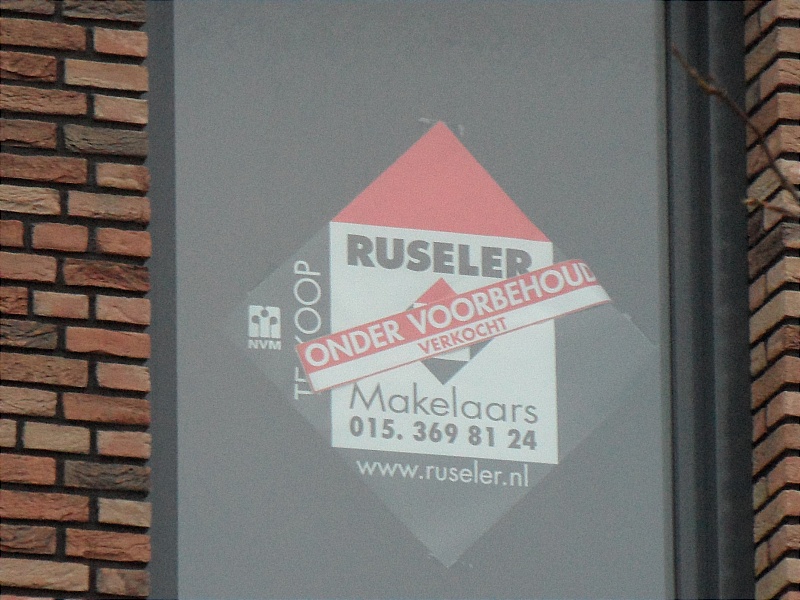 RUSELER
ONDER VOORBEHOUD
VERKOCHT
Makelaars
015. 369 81 24
www.ruseler.nl
NVM